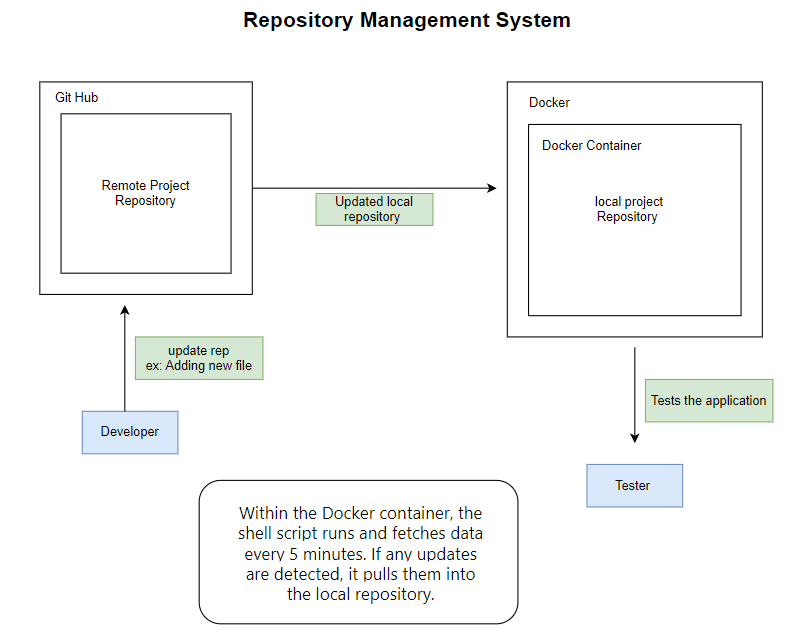 Repository Management System
Git Hub
Remote Project
Repository
Updated local
repository
Docker
Docker Container
local project
Repository
update rep
ex: Adding new file
Developer
Tests the application
Tester
Within the Docker container, the
shell script runs and fetches data
every 5 minutes. If any updates
are detected, it pulls them into
the local repository.